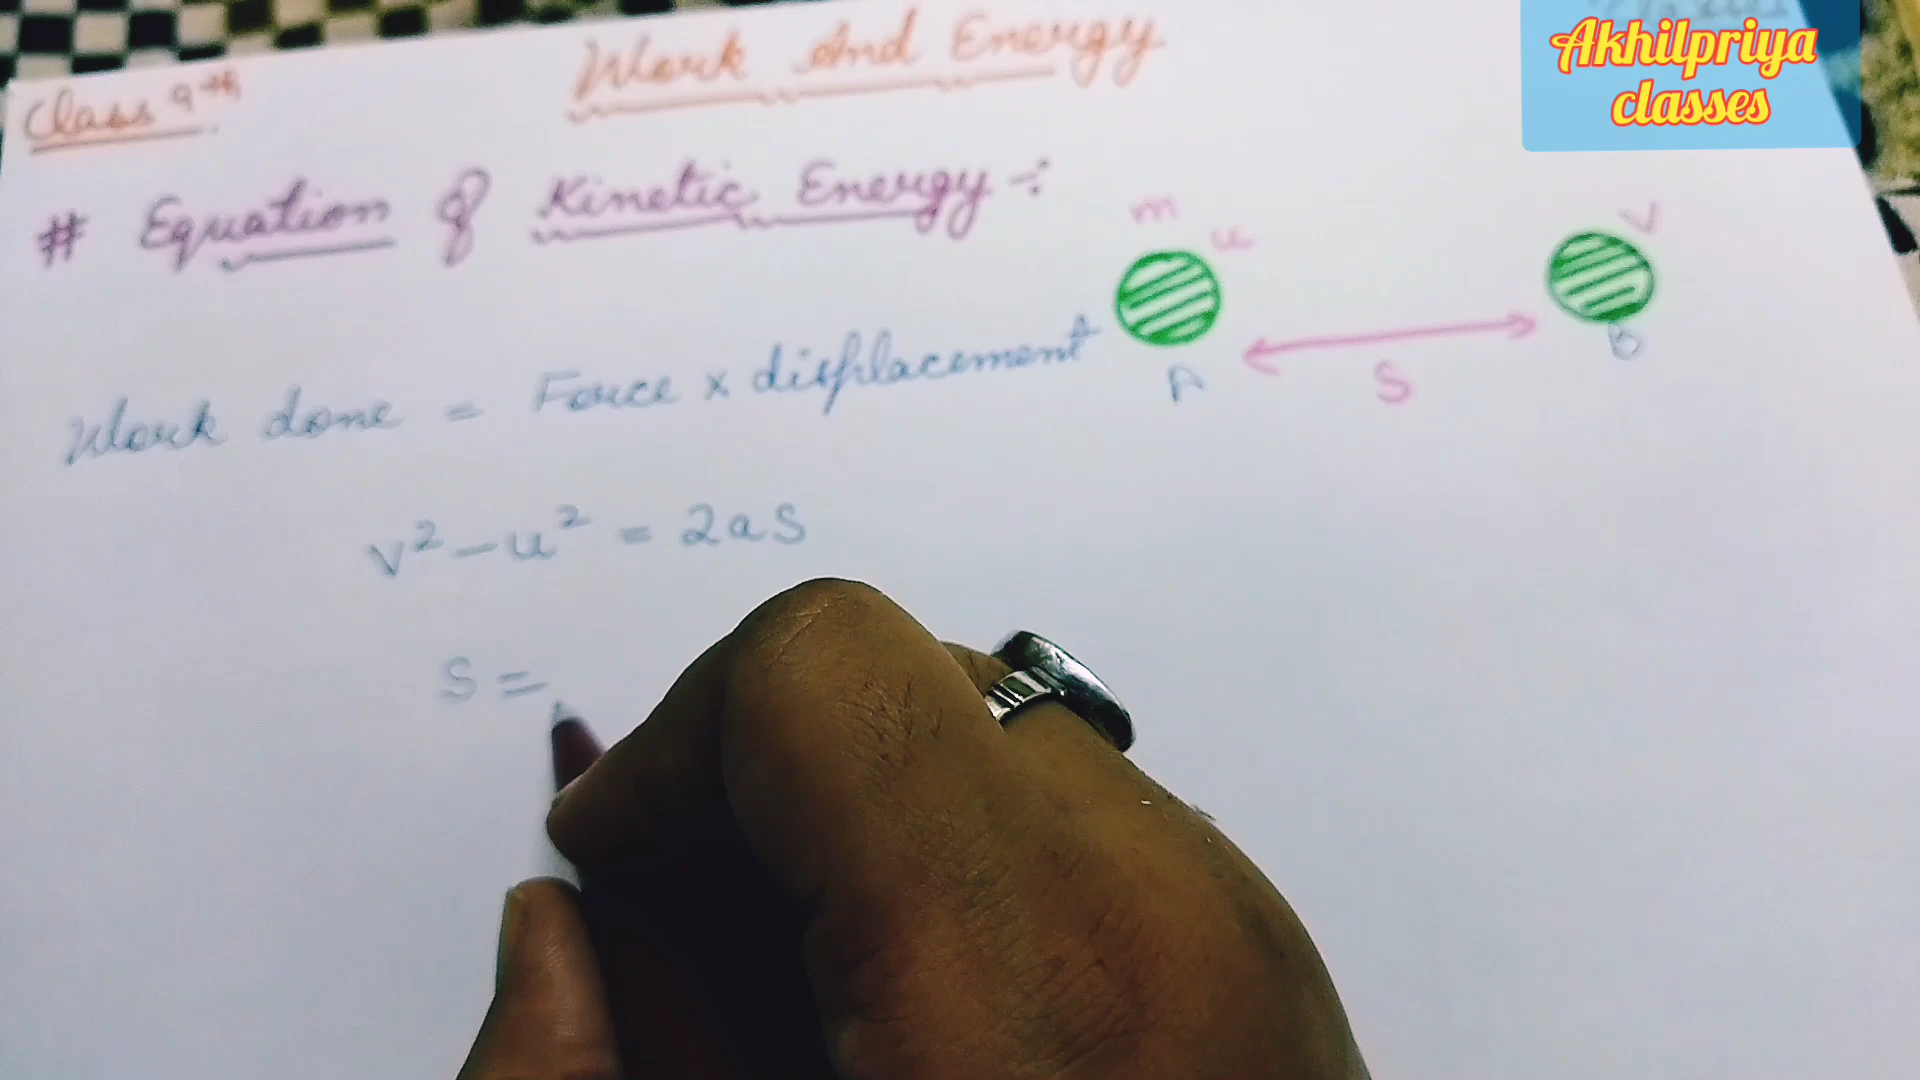 Akhilpriya
classes
Class 9th
Work And Energy
# Equation of Kinetic Energy ÷
m
u
V
A
S
B
Work done = Force × displacement
v² - u² = 2as
S =